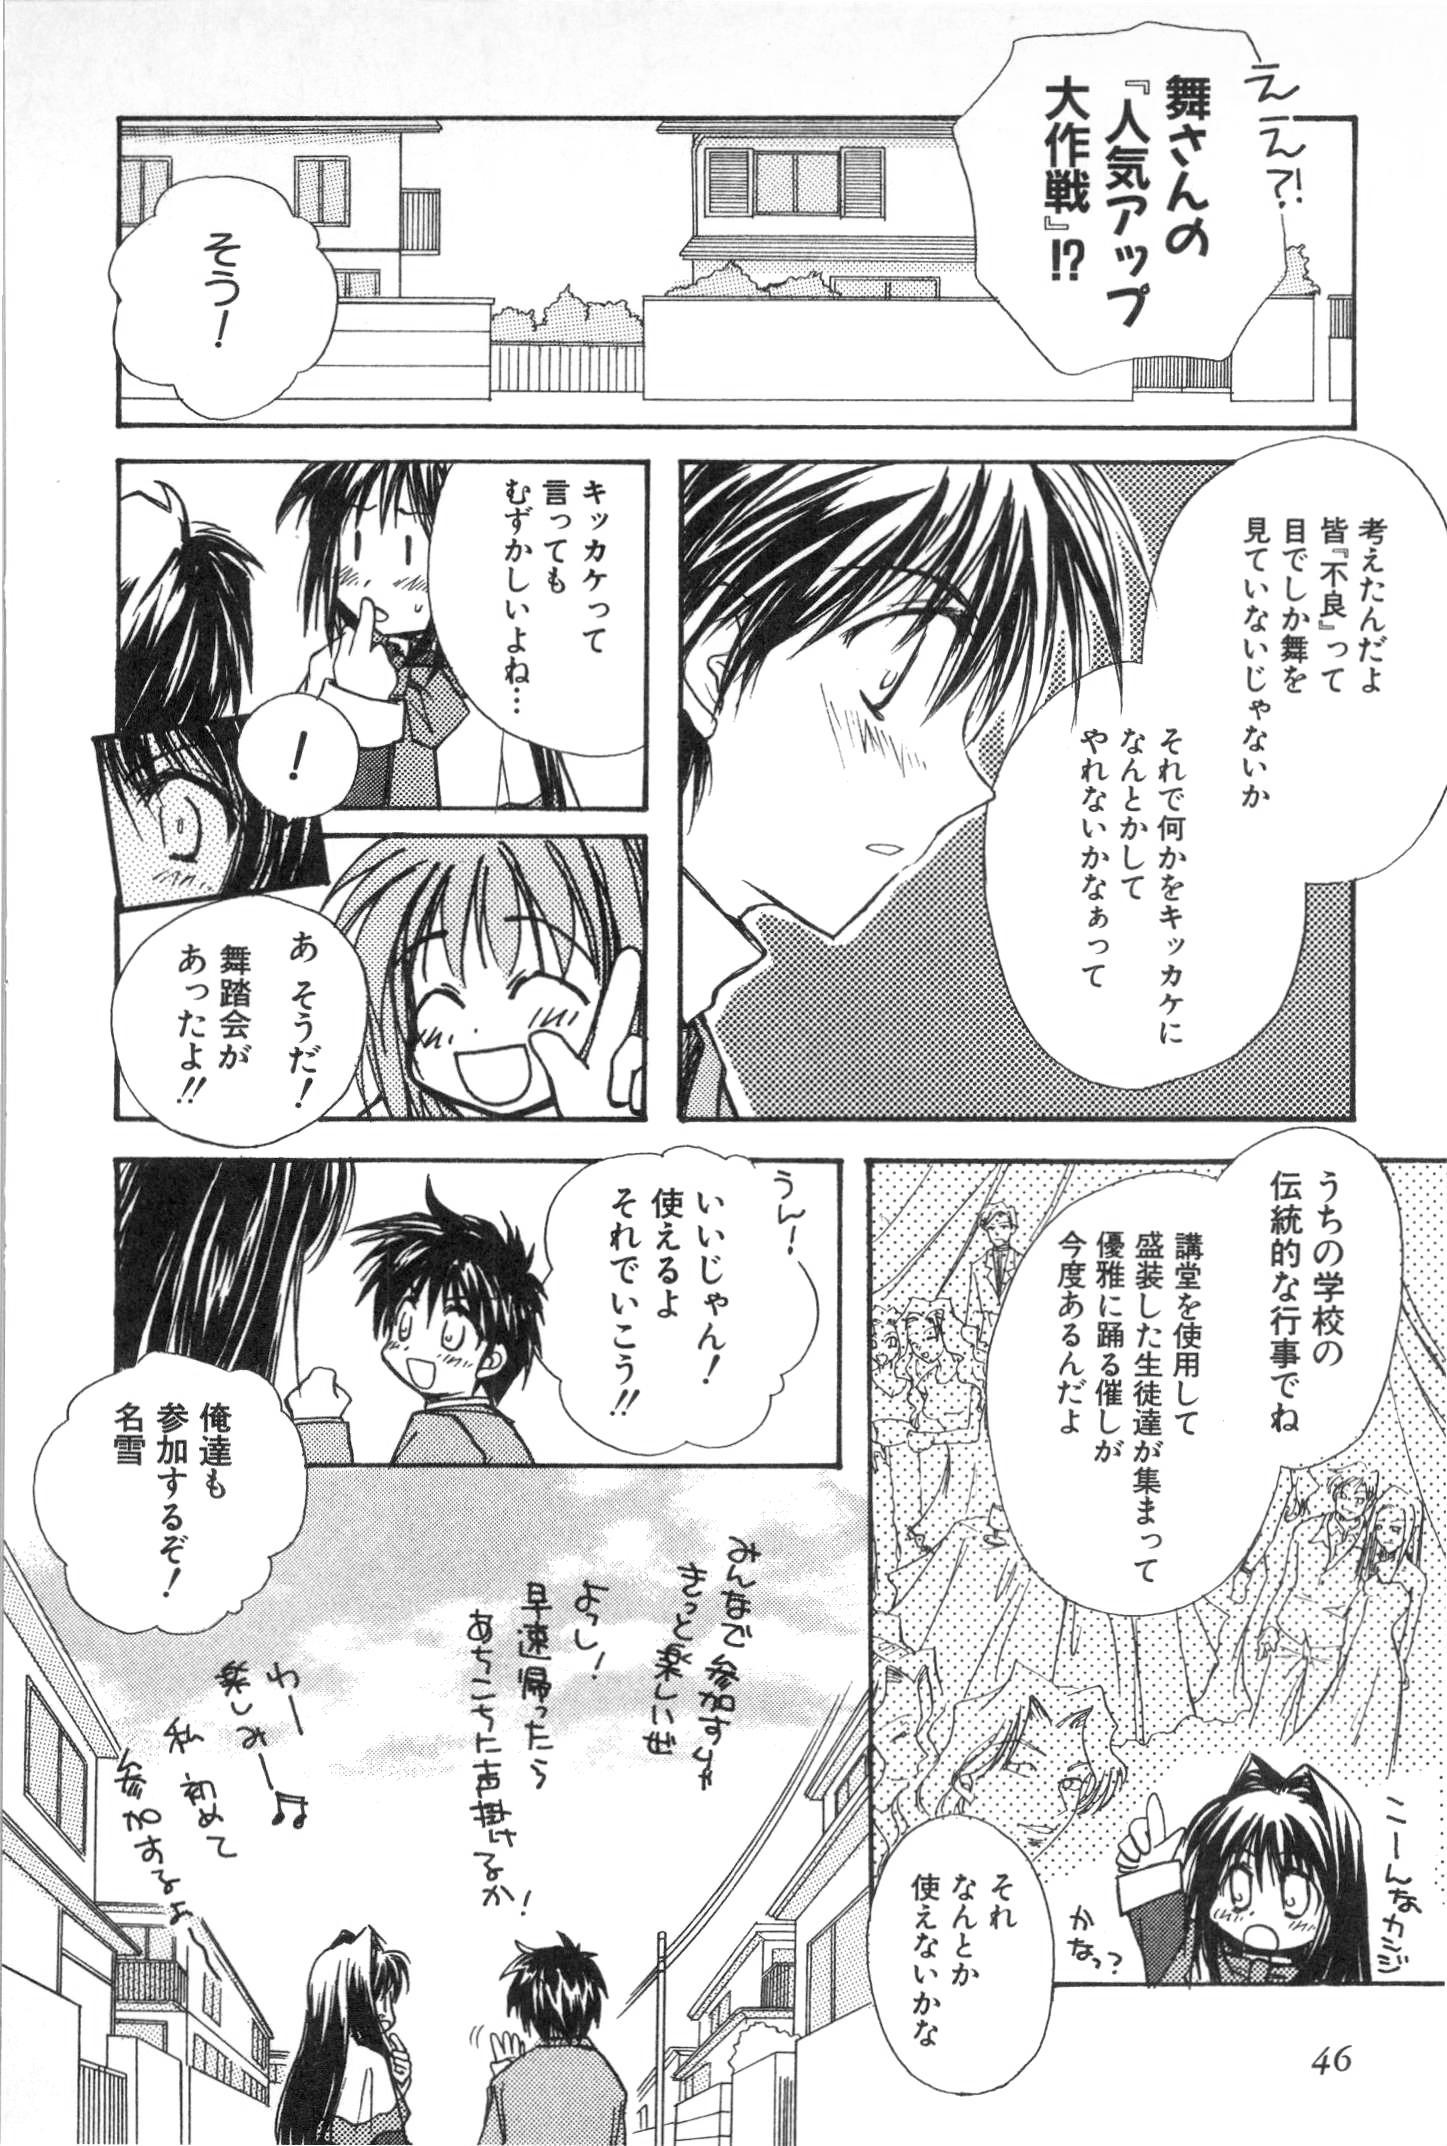 ええ?!
舞さんの
『人気アップ
大作戦』!?
そう!
考えたんだよ
皆『不良』って
目でしか舞を
見ていないじゃないか
それで何かをキッカケに
なんとかして
やれないかなぁって
キッカケって
言っても
むずかしいよね…
!
あ そうだ!
舞踏会が
あったよ!!
うちの学校の
伝統的な行事でね
講堂を使用して
盛装した生徒達が集まって
優雅に踊る催しが
今度あるんだよ
こーんなカンジ
かなっ?
それ
なんとか
使えないかな
うん!
いいじゃん!
使えるよ
それでいこう!!
俺達も
参加するぞ!
名雪
みんなで参加すりゃ
きっと楽しいぜ
よっし!
早速帰ったら
あちこちに声掛けるか!
わー
楽しみー♫
私 初めて
参加するよ
46